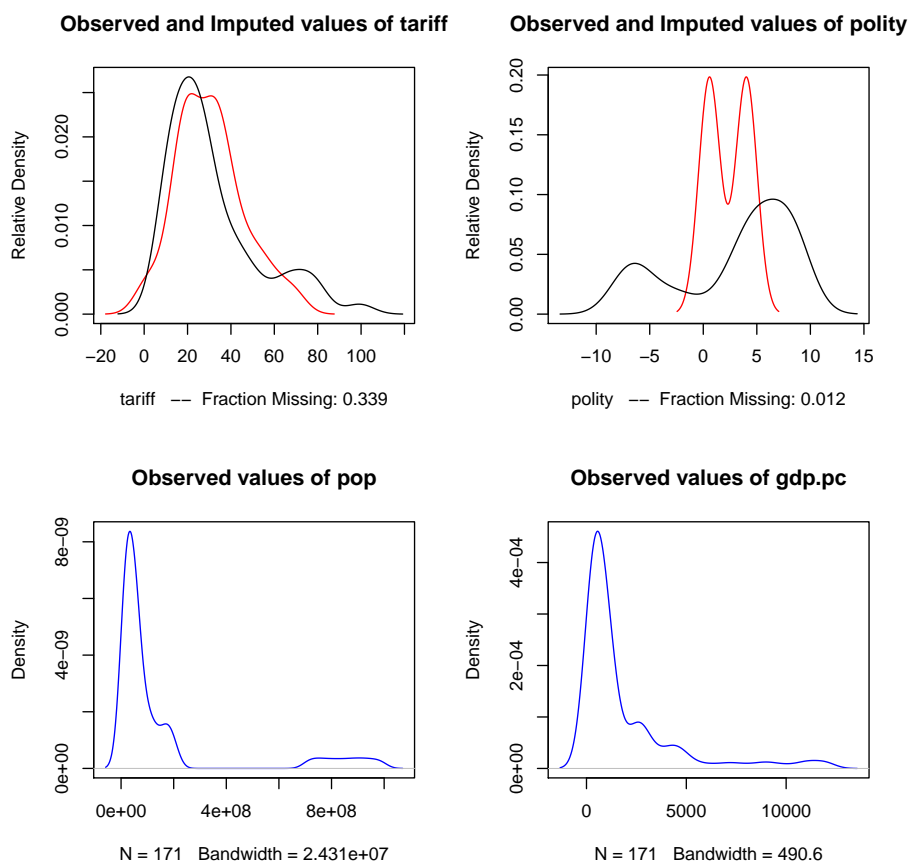 Observed and Imputed values of tariff
Relative Density
0.000
0.010
0.020
−20 0 20 40 60 80 100
tariff −− Fraction Missing: 0.339
Observed and Imputed values of polity
Relative Density
0.00
0.05
0.10
0.15
0.20
−10 −5 0 5 10 15
polity −− Fraction Missing: 0.012
Observed values of pop
Density
0e+00
4e−09
8e−09
0e+00 4e+08 8e+08
N = 171 Bandwidth = 2.431e+07
Observed values of gdp.pc
Density
0e+00
2e−04
4e−04
0 5000 10000
N = 171 Bandwidth = 490.6